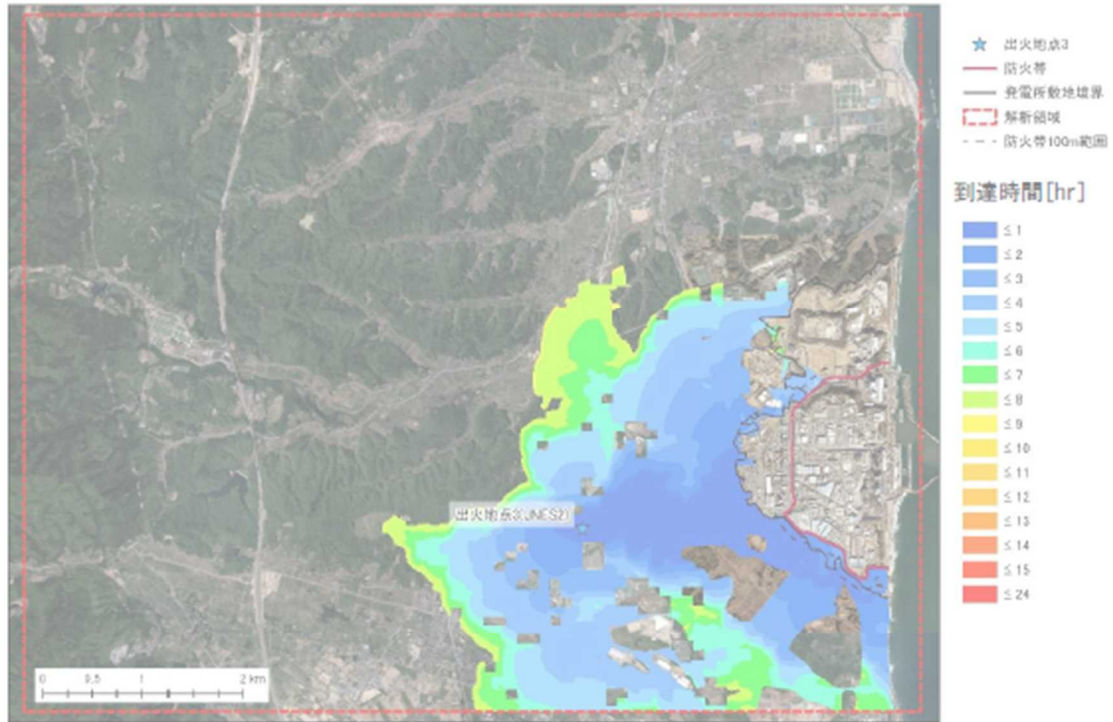 出火地点3
防火帯
発電所敷地境界
解析領域
防火帯100m範囲
到達時間[hr]
≤1
≤2
≤3
≤4
≤5
≤6
≤7
≤8
≤9
≤10
≤11
≤12
≤13
≤14
≤15
≤24
出火地点3(JNES2)
0 0.5 1 2 km